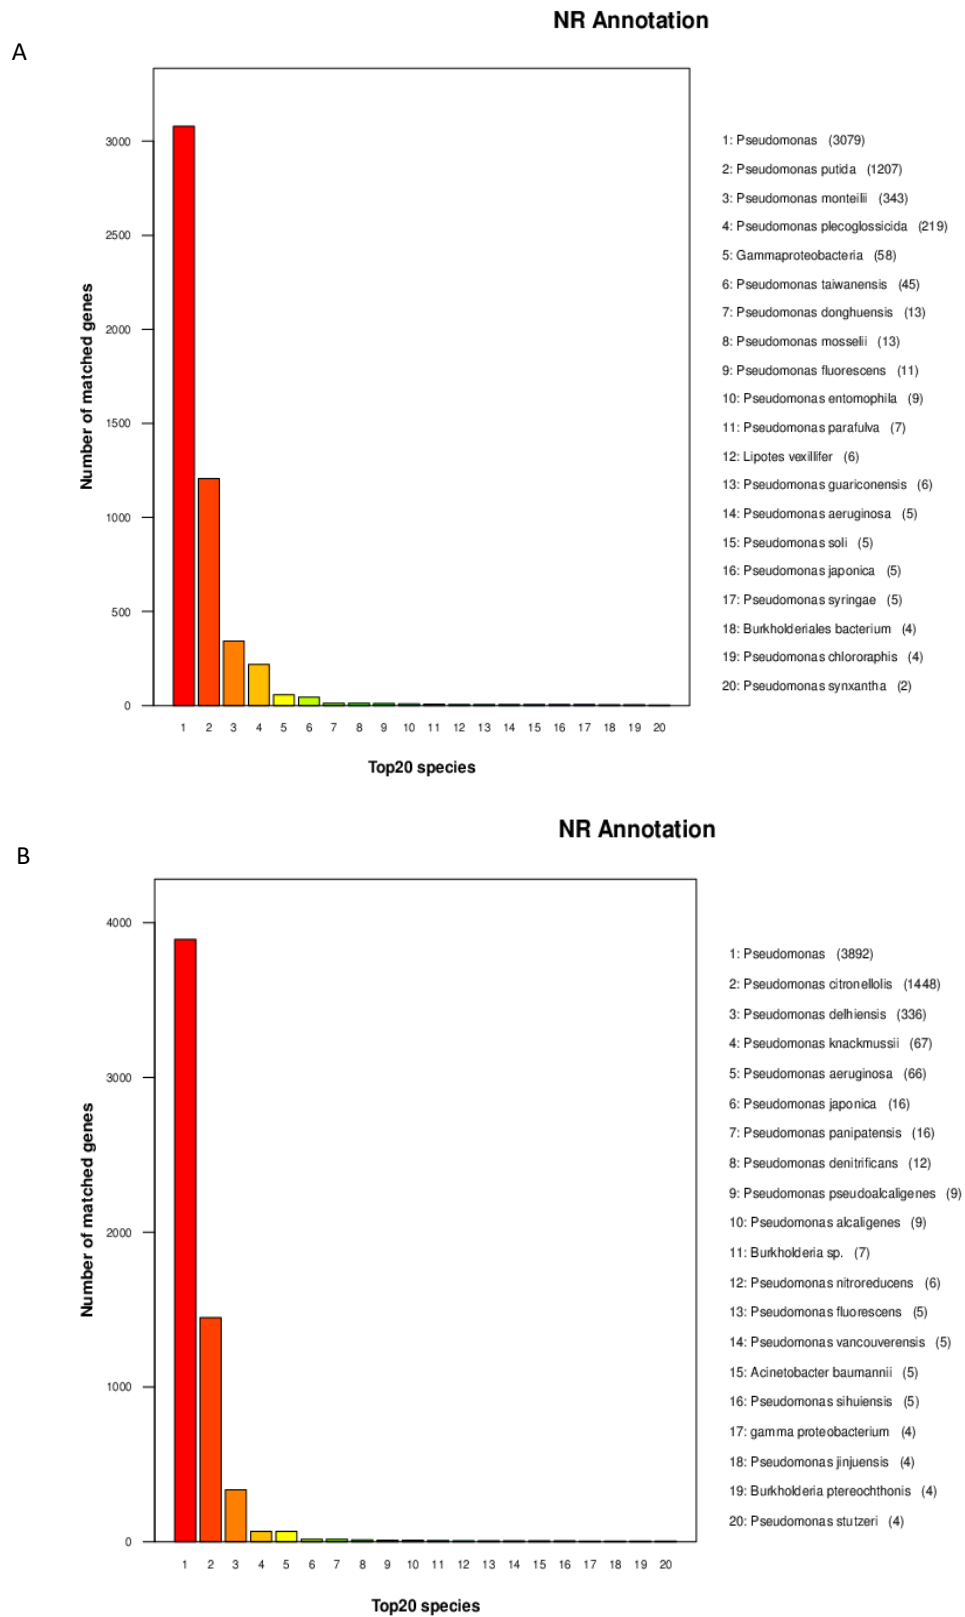 NR Annotation
A
3000
2500
2000
1500
1000
500
0
Number of matched genes
1 2 3 4 5 6 7 8 9 10 11 12 13 14 15 16 17 18 19 20
Top20 species
1: Pseudomonas (3079)
2: Pseudomonas putida (1207)
3: Pseudomonas monteilii (343)
4: Pseudomonas plecoglossicida (219)
5: Gammaproteobacteria (58)
6: Pseudomonas taiwanensis (45)
7: Pseudomonas donghuensis (13)
8: Pseudomonas mosselii (13)
9: Pseudomonas fluorescens (11)
10: Pseudomonas entomophila (9)
11: Pseudomonas parafulva (7)
12: Lipotes vexillifer (6)
13: Pseudomonas guariconensis (6)
14: Pseudomonas aeruginosa (5)
15: Pseudomonas soli (5)
16: Pseudomonas japonica (5)
17: Pseudomonas syringae (5)
18: Burkholderiales bacterium (4)
19: Pseudomonas chlororaphis (4)
20: Pseudomonas synxantha (2)
NR Annotation
B
4000
3000
2000
1000
0
Number of matched genes
1 2 3 4 5 6 7 8 9 10 11 12 13 14 15 16 17 18 19 20
Top20 species
1: Pseudomonas (3892)
2: Pseudomonas citronellolis (1448)
3: Pseudomonas delhiensis (336)
4: Pseudomonas knackmussii (67)
5: Pseudomonas aeruginosa (66)
6: Pseudomonas japonica (16)
7: Pseudomonas panipatensis (16)
8: Pseudomonas denitrificans (12)
9: Pseudomonas pseudoalcaligenes (9)
10: Pseudomonas alcaligenes (9)
11: Burkholderia sp. (7)
12: Pseudomonas nitroreducens (6)
13: Pseudomonas fluorescens (5)
14: Pseudomonas vancouverensis (5)
15: Acinetobacter baumannii (5)
16: Pseudomonas sihuiensis (5)
17: gamma proteobacterium (4)
18: Pseudomonas jinjuensis (4)
19: Burkholderia ptereochthonis (4)
20: Pseudomonas stutzeri (4)